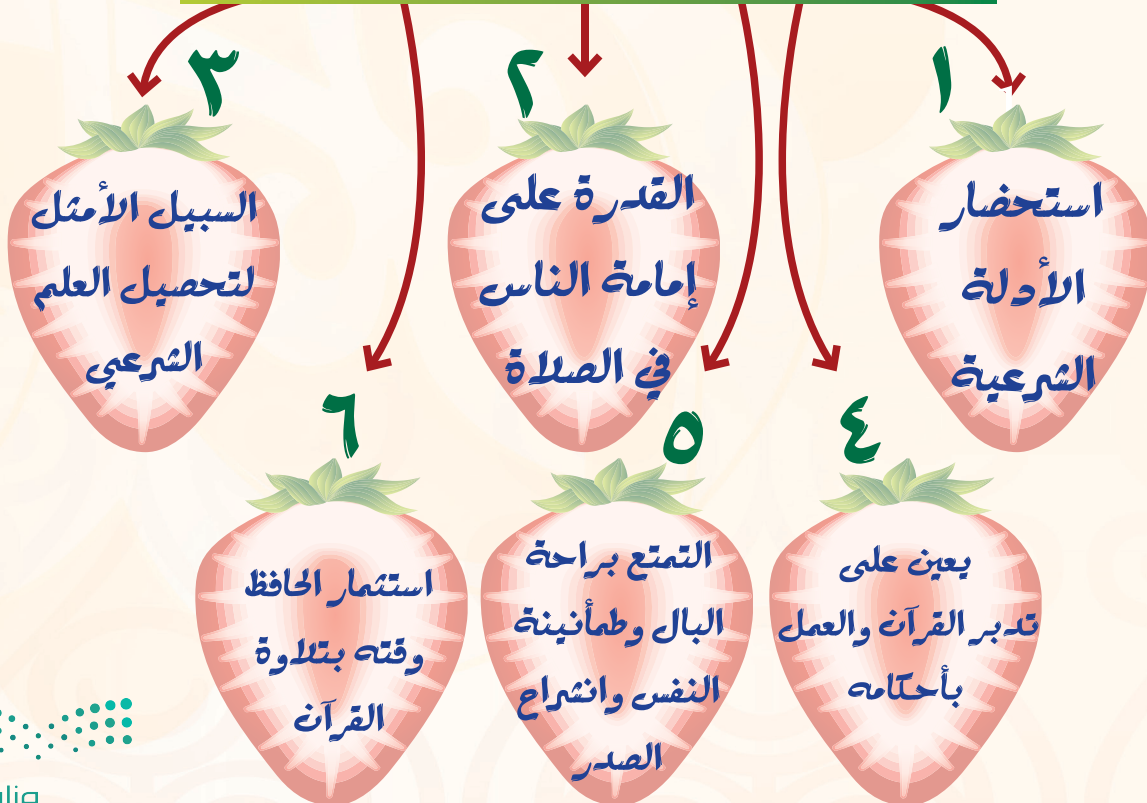 ١
استحضار
الأدلة
الشرعية
٢
القدرة على
إمامة الناس
في الصلاة
٣
السبيل الأمثل
لتحصيل العلم
الشرعي
٤
يعين على
تدبر القرآن والعمل
بأحكامه
٥
التمتع براحة
البال وطمأنينة
النفس وانشراح
الصدر
٦
استثمار الحافظ
وقته بتلاوة
القرآن